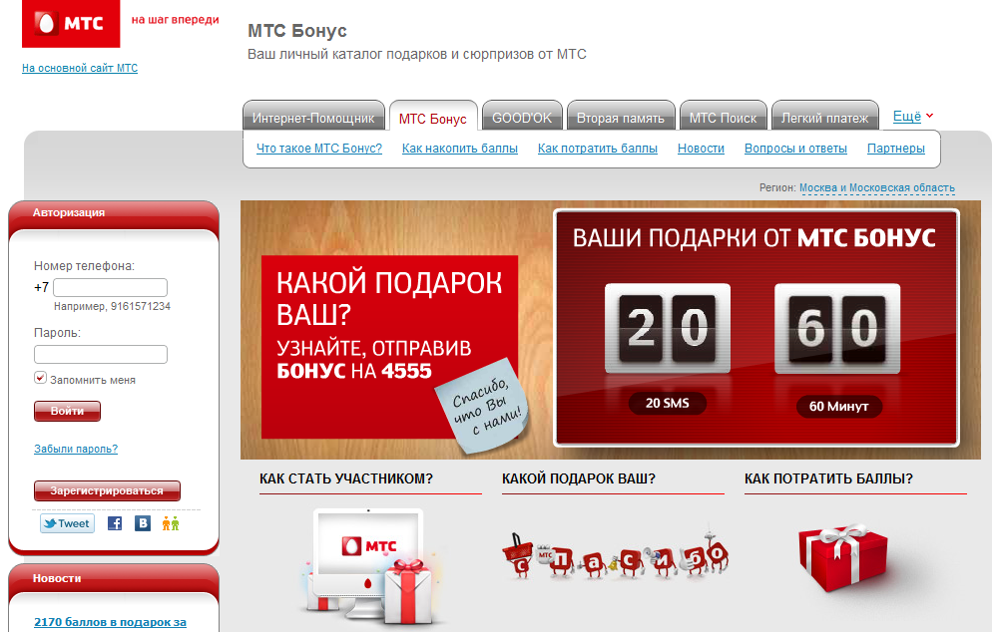 МТС
на шаг впереди
На основной сайт МТС
МТС Бонус
Ваш личный каталог подарков и сюрпризов от МТС
Интернет-Помощник МТС Бонус GOOD'OK Вторая память МТС Поиск Легкий платеж Ещё
Что такое МТС Бонус? Как накопить баллы Как потратить баллы Новости Вопросы и ответы Партнеры
Регион: Москва и Московская область
Авторизация
Номер телефона:
+7
Например, 9161571234
Пароль:
Запомнить меня
Войти
Забыли пароль?
Зарегистрироваться
Tweet f В
Новости
2170 баллов в подарок за
КАКОЙ ПОДАРОК
ВАШ?
УЗНАЙТЕ, ОТПРАВИВ
БОНУС НА 4555
Спасибо,
что Вы
с нами!
ВАШИ ПОДАРКИ ОТ МТС БОНУС
20 60
20 SMS 60 Минут
КАК СТАТЬ УЧАСТНИКОМ? КАКОЙ ПОДАРОК ВАШ? КАК ПОТРАТИТЬ БАЛЛЫ?
МТС
МТС
спасибо